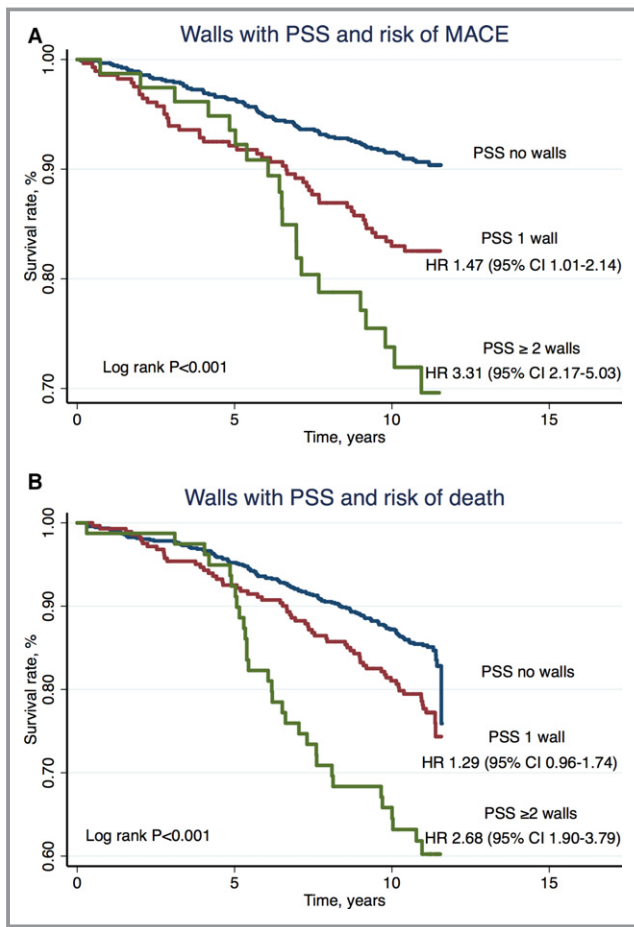 A
Walls with PSS and risk of MACE
1.00
0.90
0.80
0.70
Survival rate, %
PSS no walls
PSS 1 wall
HR 1.47 (95% CI 1.01-2.14)
PSS ≥ 2 walls
HR 3.31 (95% CI 2.17-5.03)
Log rank P<0.001
0 5 10 15
Time, years
B
Walls with PSS and risk of death
1.00
0.90
0.80
0.70
0.60
Survival rate, %
PSS no walls
PSS 1 wall
HR 1.29 (95% CI 0.96-1.74)
PSS ≥2 walls
HR 2.68 (95% CI 1.90-3.79)
Log rank P<0.001
0 5 10 15
Time, years